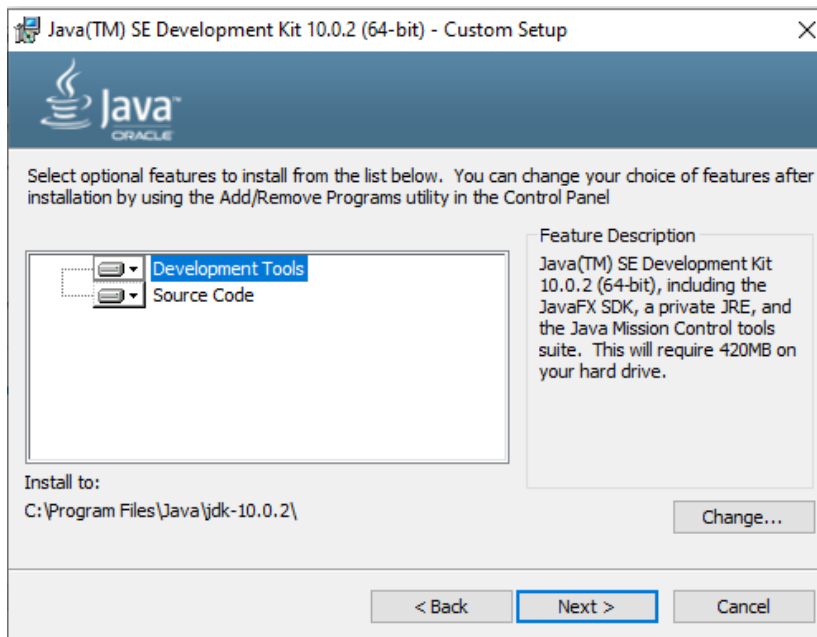 Java(TM) SE Development Kit 10.0.2 (64-bit) - Custom Setup
Java™
ORACLE
Select optional features to install from the list below.  You can change your choice of features after
installation by using the Add/Remove Programs utility in the Control Panel
Development Tools
Source Code
Feature Description
Java(TM) SE Development Kit
10.0.2 (64-bit), including the
JavaFX SDK, a private JRE, and
the Java Mission Control tools
suite.  This will require 420MB on
your hard drive.
Install to:
C:\Program Files\Java\jdk-10.0.2\
Change...
< Back
Next >
Cancel